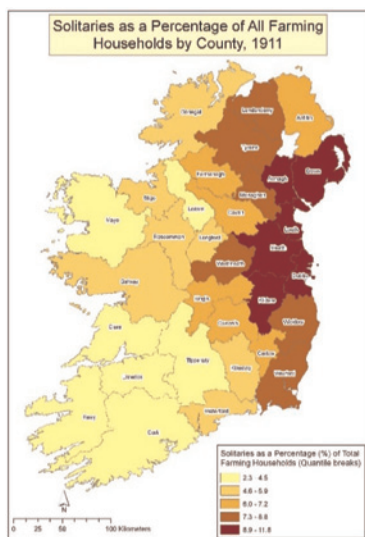 Solitaries as a Percentage of All Farming
Households by County, 1911
Donegal
Londonderry
Antrim
Tyrone
Fermanagh
Armagh
Down
Monaghan
Sligo
Leitrim
Cavan
Mayo
Roscommon
Longford
Louth
Meath
Westmeath
Galway
Dublin
Kildare
Wicklow
Clare
Tipperary
Carlow
Kilkenny
Wexford
Limerick
Waterford
Kerry
Cork
Solitaries as a Percentage (%) of Total
Farming Households (Quantile breaks)
2.3 - 4.5
4.6 - 5.9
6.0 - 7.2
7.3 - 8.8
8.9 - 11.8
N
0 25 50 100 Kilometers